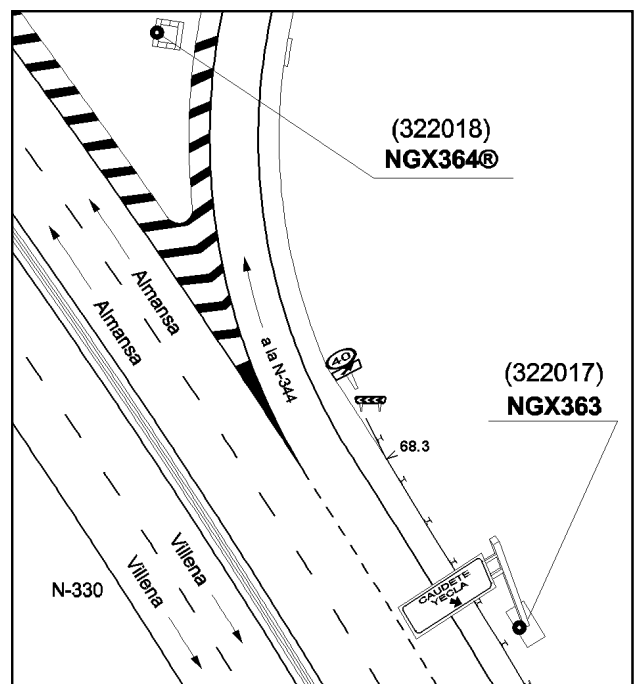 (322018)
NGX364®
Almansa
Almansa
a la N-344
40
(322017)
NGX363
68.3
Villena
Villena
N-330
CAUDETE
YECLA